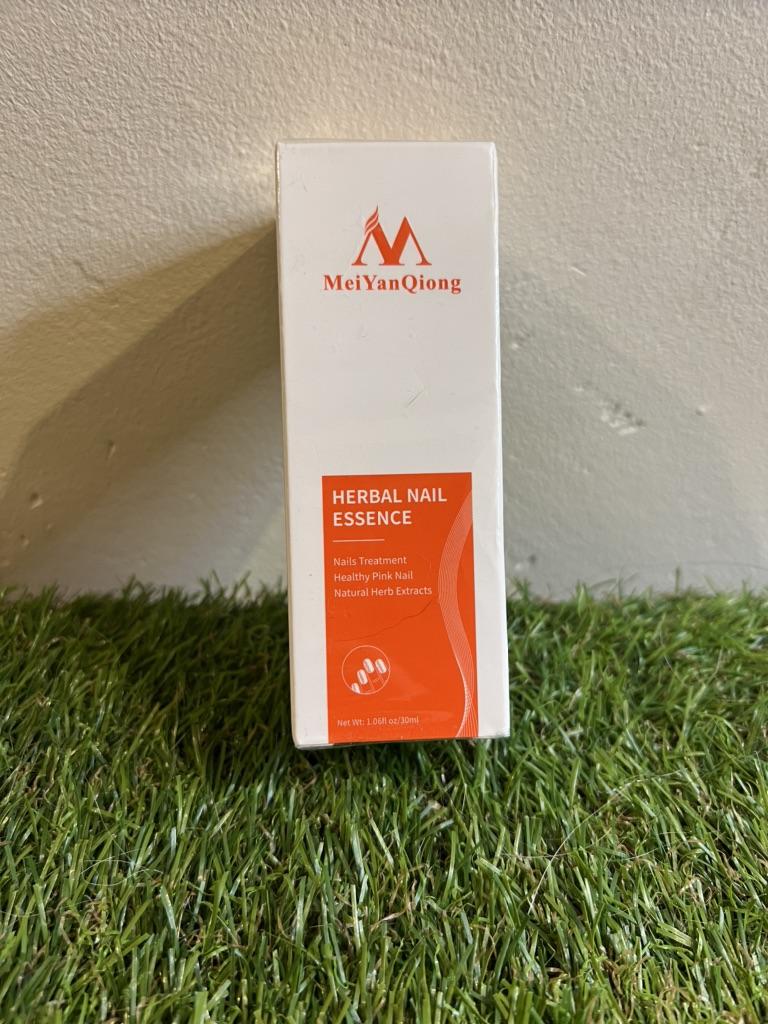 MeiYanQiong
HERBAL NAIL
ESSENCE
Nails Treatment
Healthy Pink Nail
Natural Herb Extracts
Net Wt: 1.06fl oz/30ml